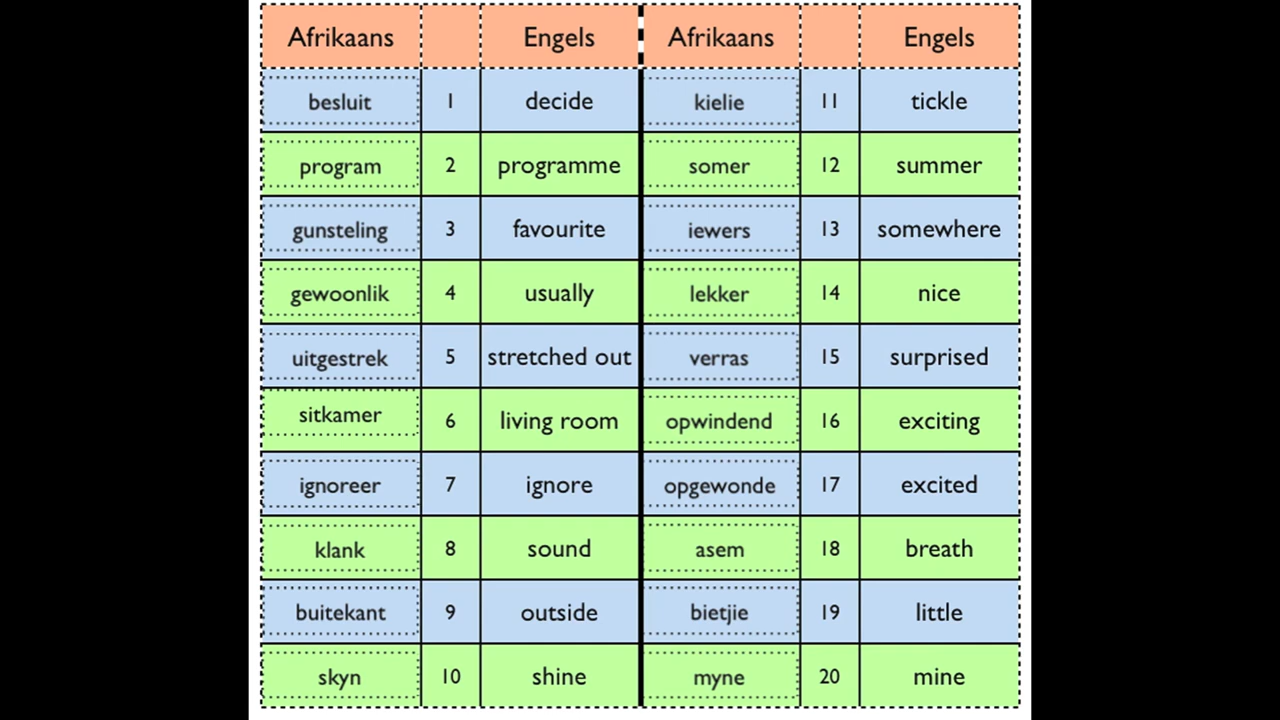 Afrikaans Engels Afrikaans Engels
besluit 1 decide kielie 11 tickle
program 2 programme somer 12 summer
gunsteling 3 favourite iewers 13 somewhere
gewoonlik 4 usually lekker 14 nice
uitgestrek 5 stretched out verras 15 surprised
sitkamer 6 living room opwindend 16 exciting
ignoreer 7 ignore opgewonde 17 excited
klank 8 sound asem 18 breath
buitekant 9 outside bietjie 19 little
skyn 10 shine myne 20 mine